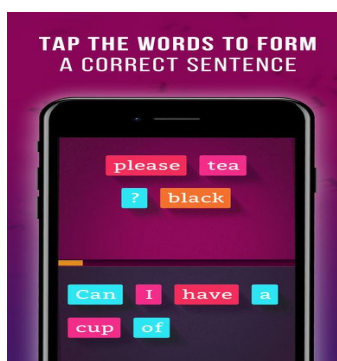 TAP THE WORDS TO FORM
A CORRECT SENTENCE
please tea
? black
Can I have a
cup of